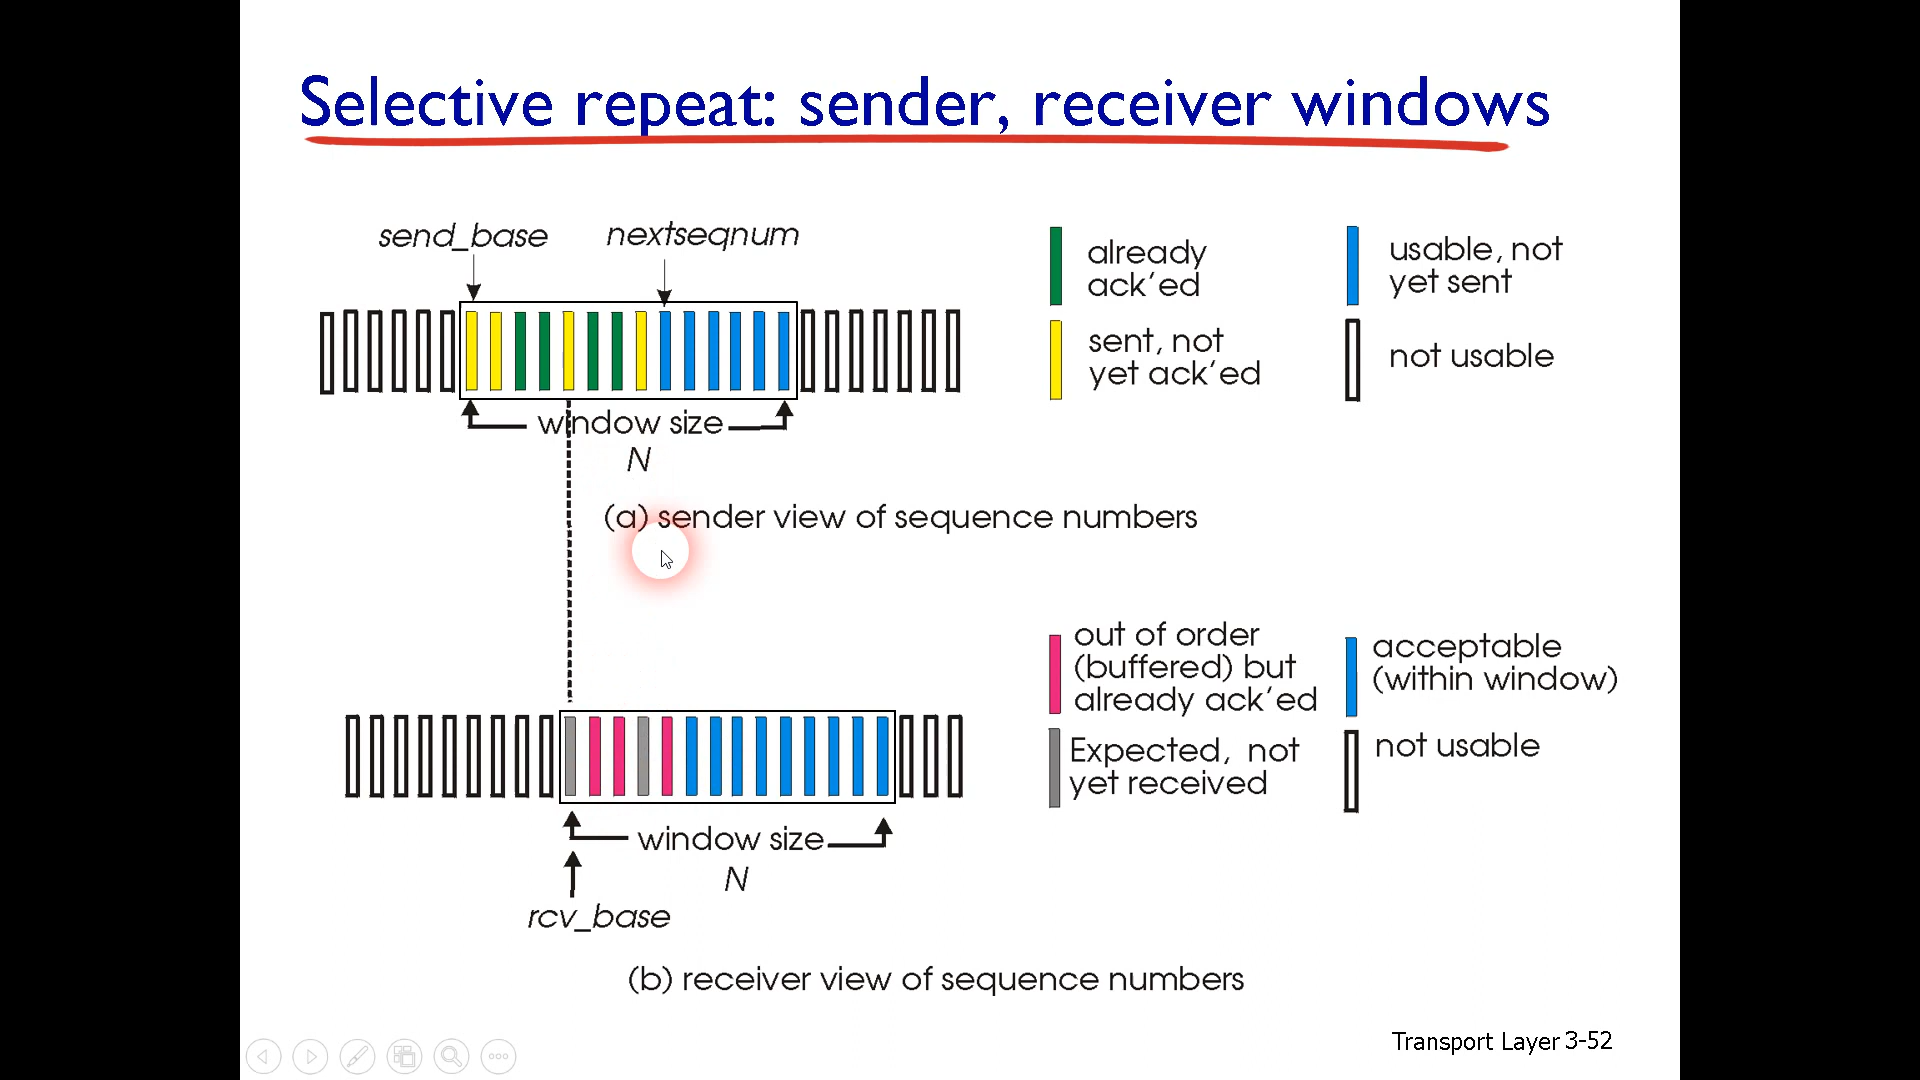 Selective repeat: sender, receiver windows
send_base
nextseqnum
already
ack'ed
usable, not
yet sent
sent, not
yet ack'ed
not usable
window size
N
(a) sender view of sequence numbers
out of order
(buffered) but
already ack'ed
acceptable
(within window)
Expected, not
yet received
not usable
window size
N
rcv_base
(b) receiver view of sequence numbers
Transport Layer 3-52